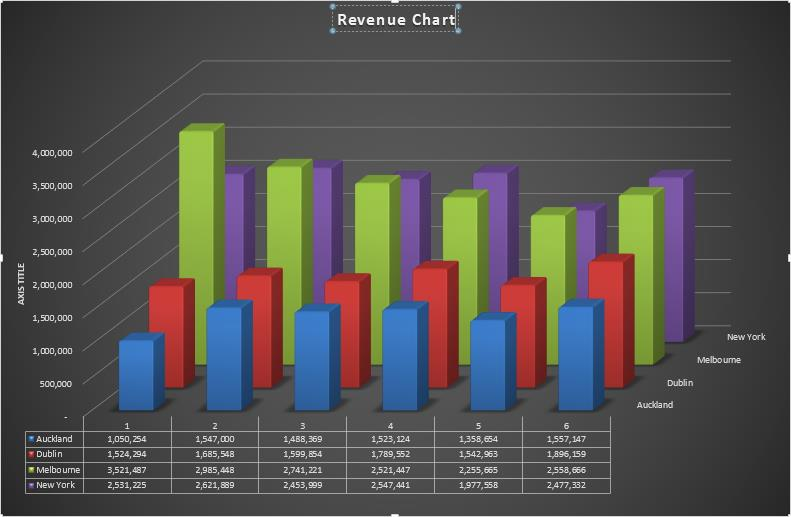 Revenue Chart
4,000,000
3,500,000
3,000,000
2,500,000
2,000,000
1,500,000
1,000,000
500,000
-
AXIS TITLE
New York
Melbourne
Dublin
Auckland
1 2 3 4 5 6
Auckland 1,050,254 1,547,000 1,488,369 1,523,124 1,358,654 1,557,147
Dublin 1,524,294 1,685,548 1,599,854 1,789,552 1,542,963 1,896,159
Melbourne 3,521,487 2,985,448 2,741,221 2,521,447 2,255,665 2,558,666
New York 2,531,225 2,621,889 2,453,999 2,547,441 1,977,558 2,477,332